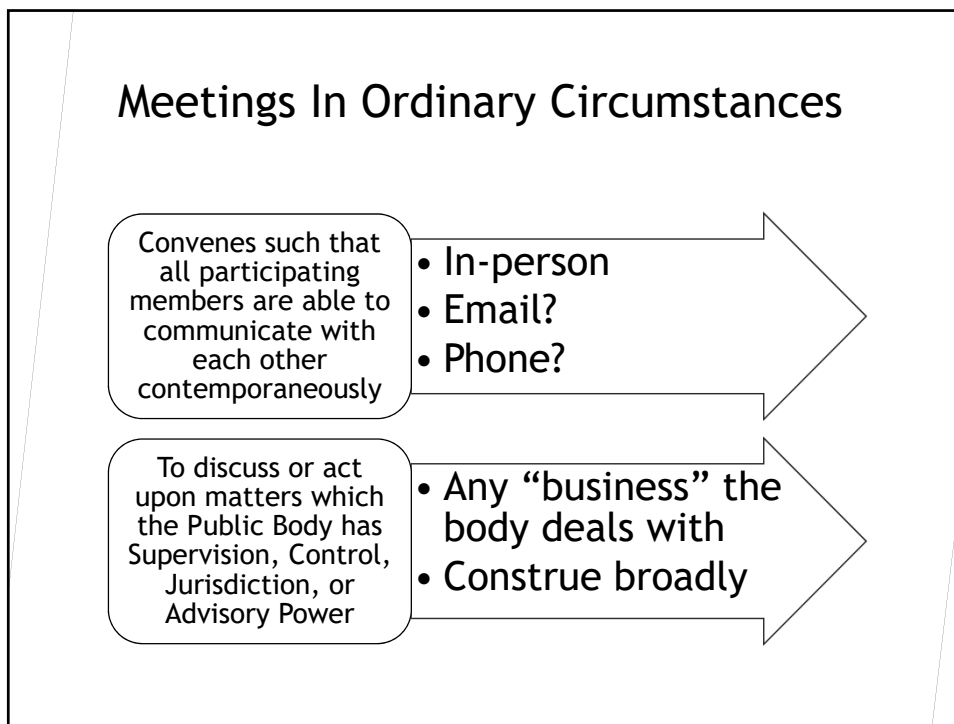 Meetings In Ordinary Circumstances
Convenes such that
all participating
members are able to
communicate with
each other
contemporaneously
• In-person
• Email?
• Phone?
To discuss or act
upon matters which
the Public Body has
Supervision, Control,
Jurisdiction, or
Advisory Power
• Any “business” the
body deals with
• Construe broadly